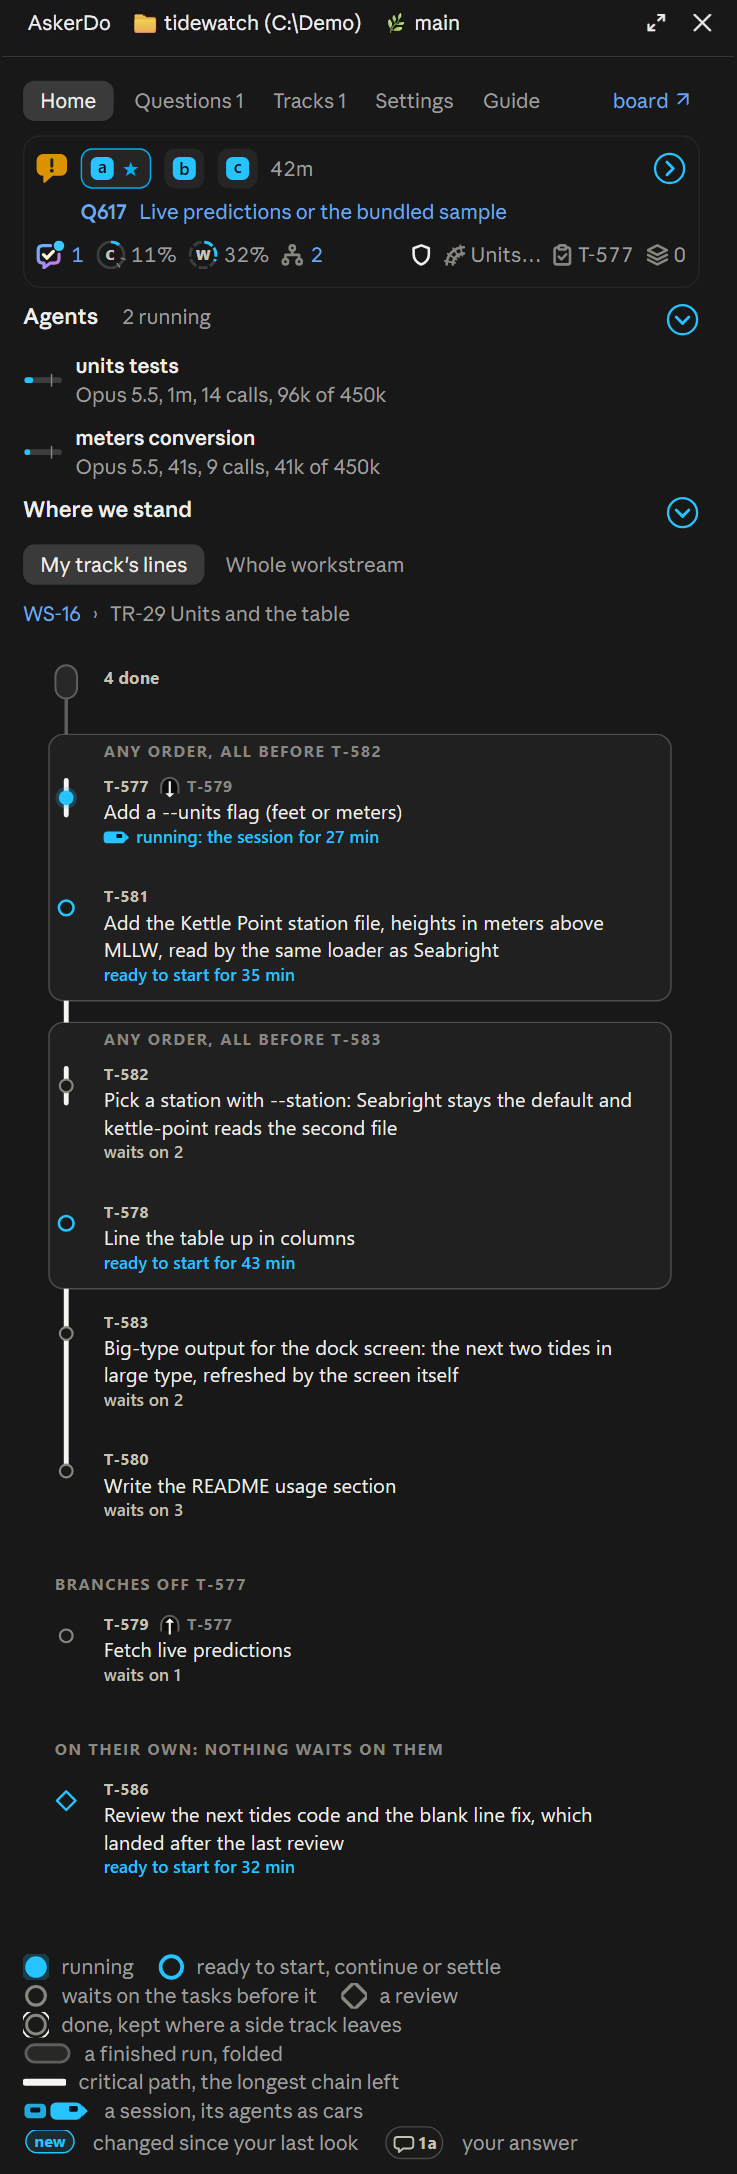 AskerDo tidewatch (C:\Demo) main
Home Questions 1 Tracks 1 Settings Guide board
a b c 42m
Q617 Live predictions or the bundled sample
1 C 11% W 32% 2 Units... T-577 0
Agents 2 running
units tests
Opus 5.5, 1m, 14 calls, 96k of 450k
meters conversion
Opus 5.5, 41s, 9 calls, 41k of 450k
Where we stand
My track's lines Whole workstream
WS-16 › TR-29 Units and the table
4 done
ANY ORDER, ALL BEFORE T-582
T-577 T-579
Add a --units flag (feet or meters)
running: the session for 27 min
T-581
Add the Kettle Point station file, heights in meters above
MLLW, read by the same loader as Seabright
ready to start for 35 min
ANY ORDER, ALL BEFORE T-583
T-582
Pick a station with --station: Seabright stays the default and
kettle-point reads the second file
waits on 2
T-578
Line the table up in columns
ready to start for 43 min
T-583
Big-type output for the dock screen: the next two tides in
large type, refreshed by the screen itself
waits on 2
T-580
Write the README usage section
waits on 3
BRANCHES OFF T-577
T-579 T-577
Fetch live predictions
waits on 1
ON THEIR OWN: NOTHING WAITS ON THEM
T-586
Review the next tides code and the blank line fix, which
landed after the last review
ready to start for 32 min
running ready to start, continue or settle
waits on the tasks before it a review
done, kept where a side track leaves
a finished run, folded
critical path, the longest chain left
a session, its agents as cars
new changed since your last look 1a your answer